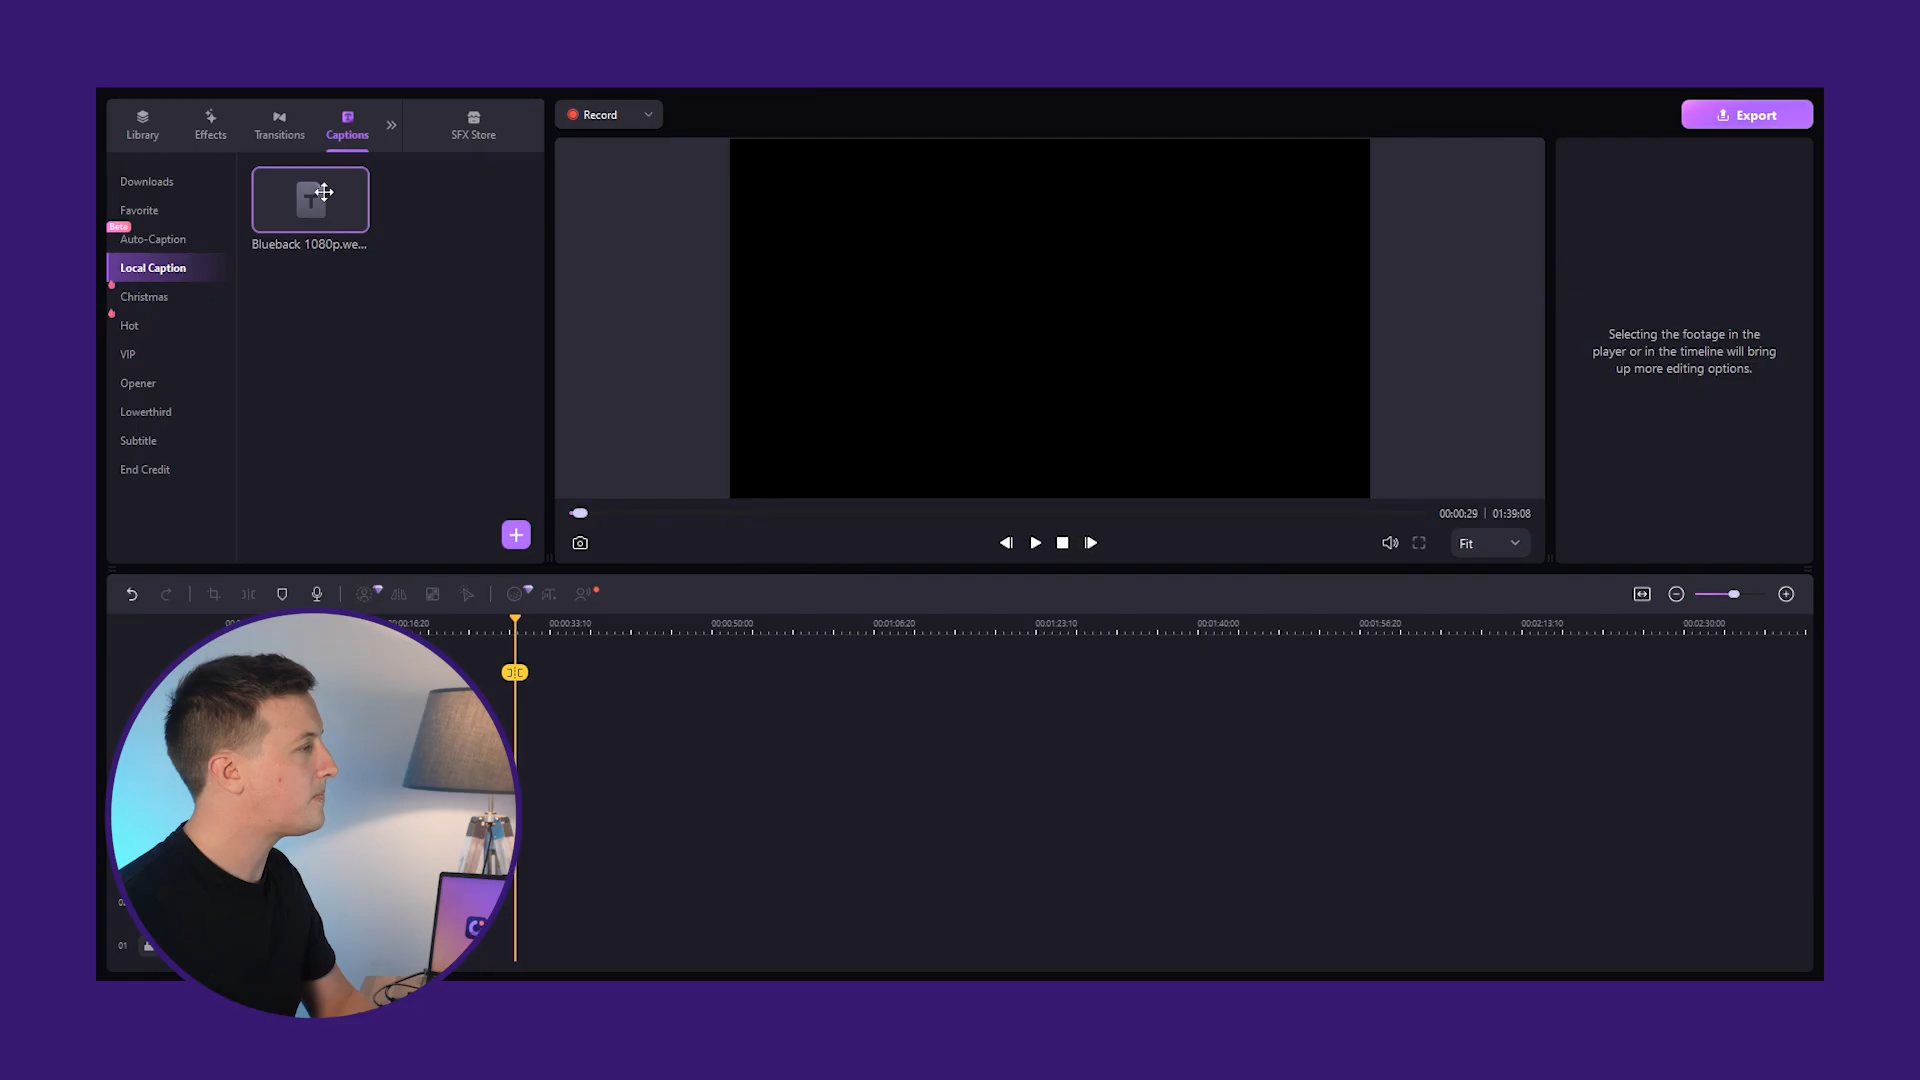 Library
Effects
Transitions
Captions
SFX Store
Record
Export
Downloads
Favorite
Beta
Auto-Caption
Local Caption
Christmas
Hot
VIP
Opener
Lowerthird
Subtitle
End Credit
Blueback 1080p.we...
Selecting the footage in the
player or in the timeline will bring
up more editing options.
00:00:29 | 01:39:08
Fit
00:00:16:20
00:00:33:10
00:00:50:00
00:01:06:20
00:01:23:10
00:01:40:00
00:01:56:20
00:02:13:10
00:02:30:00
01